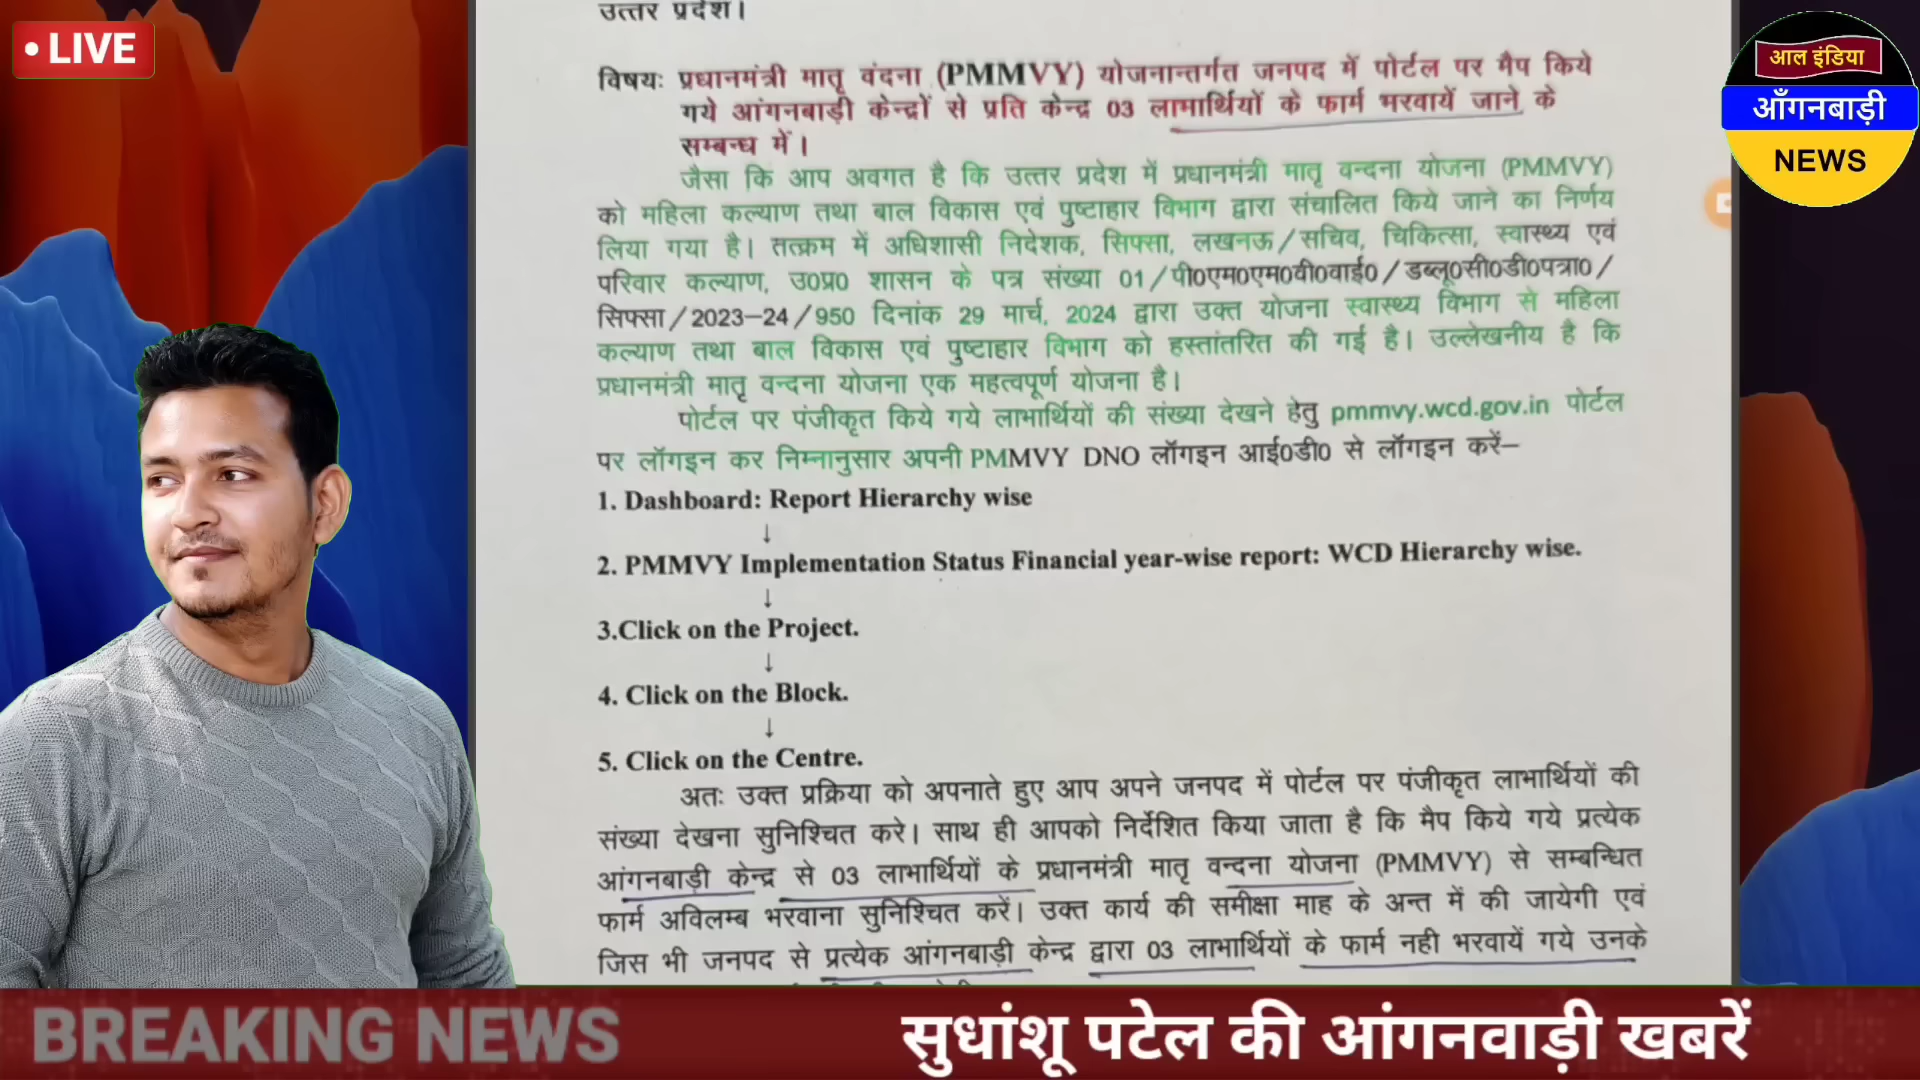 • LIVE
उत्तर प्रदेश।
विषयः प्रधानमंत्री मातृ वंदना (PMMVY) योजनान्तर्गत जनपद में पोर्टल पर मैप किये
गये आंगनबाड़ी केन्द्रों से प्रति केन्द्र 03 लाभार्थियों के फार्म भरवायें जाने के
सम्बन्ध में।
जैसा कि आप अवगत है कि उत्तर प्रदेश में प्रधानमंत्री मातृ वन्दना योजना (PMMVY)
को महिला कल्याण तथा बाल विकास एवं पुष्टाहार विभाग द्वारा संचालित किये जाने का निर्णय
लिया गया है। तत्क्रम में अधिशासी निदेशक, सिफ्सा, लखनऊ/सचिव, चिकित्सा, स्वास्थ्य एवं
परिवार कल्याण, उ0प्र0 शासन के पत्र संख्या 01/पी0एम0एम0वी0वाई0/डब्लू0सी0डी0पत्रा0/
सिफ्सा/2023-24/950 दिनांक 29 मार्च, 2024 द्वारा उक्त योजना स्वास्थ्य विभाग से महिला
कल्याण तथा बाल विकास एवं पुष्टाहार विभाग को हस्तांतरित की गई है। उल्लेखनीय है कि
प्रधानमंत्री मातृ वन्दना योजना एक महत्वपूर्ण योजना है।
पोर्टल पर पंजीकृत किये गये लाभार्थियों की संख्या देखने हेतु pmmvy.wcd.gov.in पोर्टल
पर लॉगइन कर निम्नानुसार अपनी PMMVY DNO लॉगइन आई0डी0 से लॉगइन करें–
1. Dashboard: Report Hierarchy wise
↓
2. PMMVY Implementation Status Financial year-wise report: WCD Hierarchy wise.
↓
3.Click on the Project.
↓
4. Click on the Block.
↓
5. Click on the Centre.
अतः उक्त प्रक्रिया को अपनाते हुए आप अपने जनपद में पोर्टल पर पंजीकृत लाभार्थियों की
संख्या देखना सुनिश्चित करे। साथ ही आपको निर्देशित किया जाता है कि मैप किये गये प्रत्येक
आंगनबाड़ी केन्द्र से 03 लाभार्थियों के प्रधानमंत्री मातृ वन्दना योजना (PMMVY) से सम्बन्धित
फार्म अविलम्ब भरवाना सुनिश्चित करें। उक्त कार्य की समीक्षा माह के अन्त में की जायेगी एवं
जिस भी जनपद से प्रत्येक आंगनबाड़ी केन्द्र द्वारा 03 लाभार्थियों के फार्म नही भरवायें गये उनके
आल इंडिया
आँगनबाड़ी
NEWS
BREAKING NEWS
सुधांशू पटेल की आंगनवाड़ी खबरें